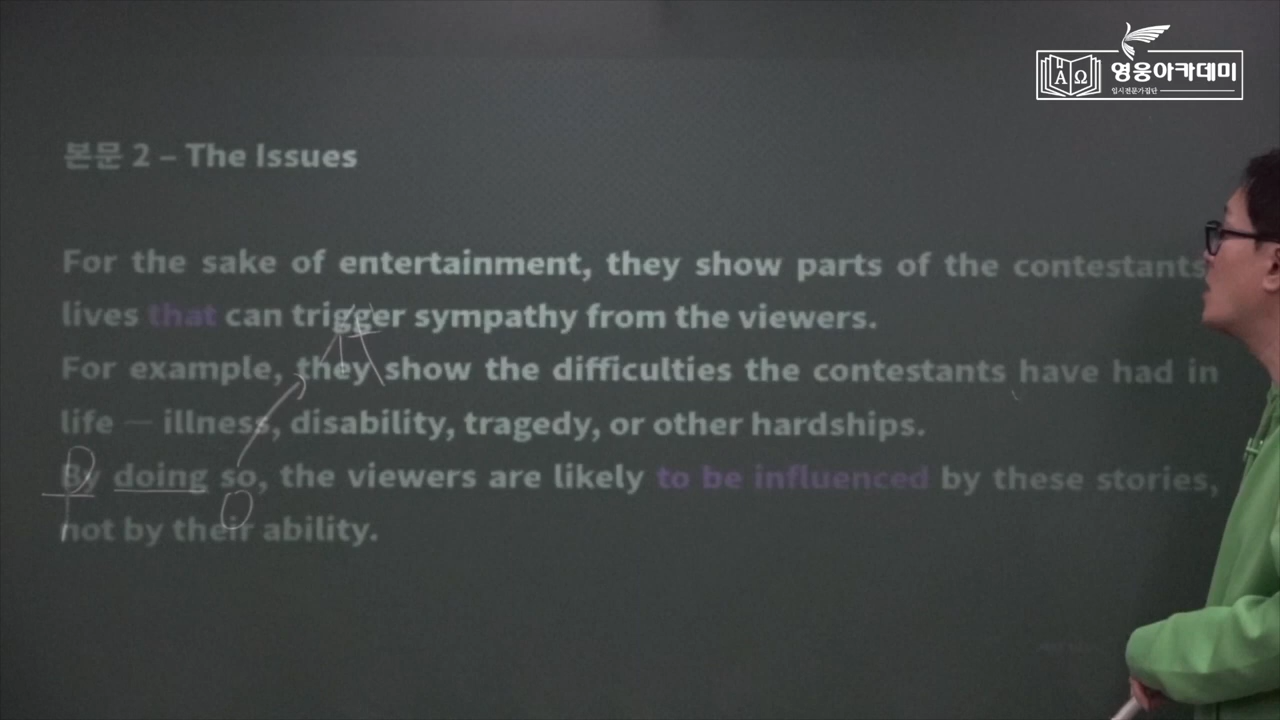 영웅아카데미
입시전문가집단
본문 2 – The Issues
For the sake of entertainment, they show parts of the contestants
lives that can trigger sympathy from the viewers.
For example, they show the difficulties the contestants have had in
life — illness, disability, tragedy, or other hardships.
By doing so, the viewers are likely to be influenced by these stories,
not by their ability.